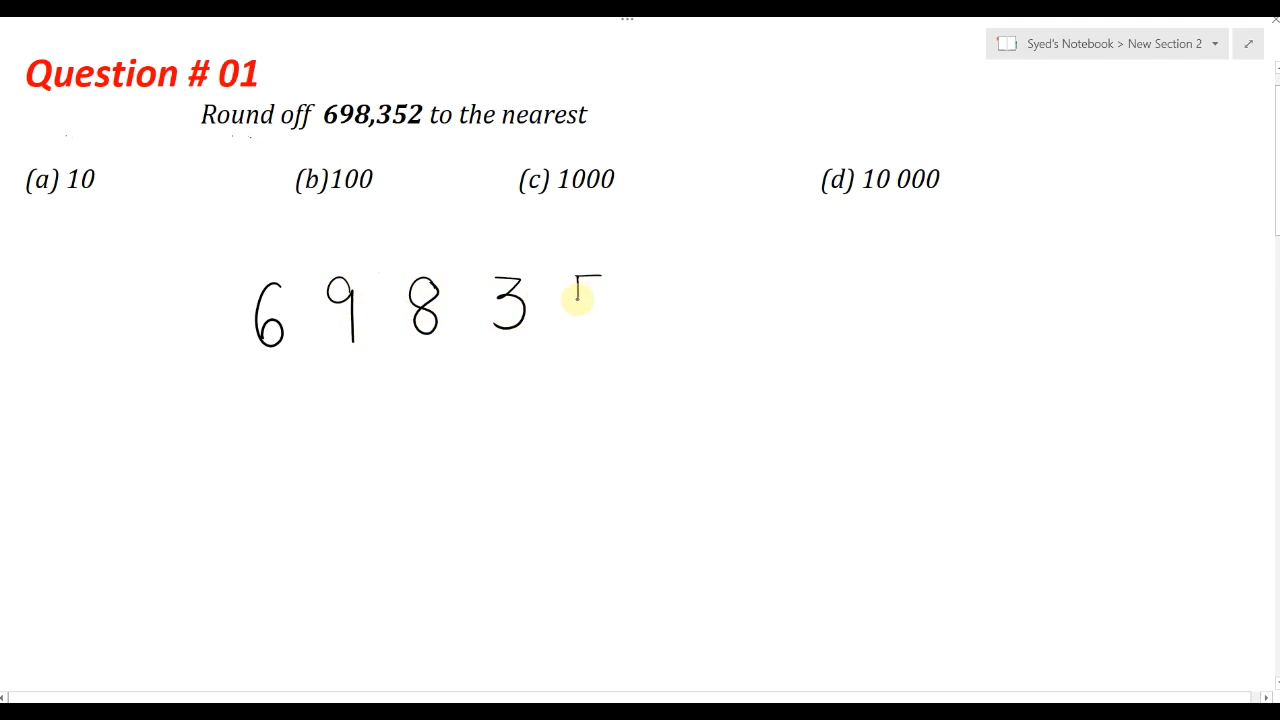 Syed's Notebook > New Section 2
Question # 01
Round off 698,352 to the nearest
(a) 10 (b)100 (c) 1000 (d) 10 000
6 9 8 3